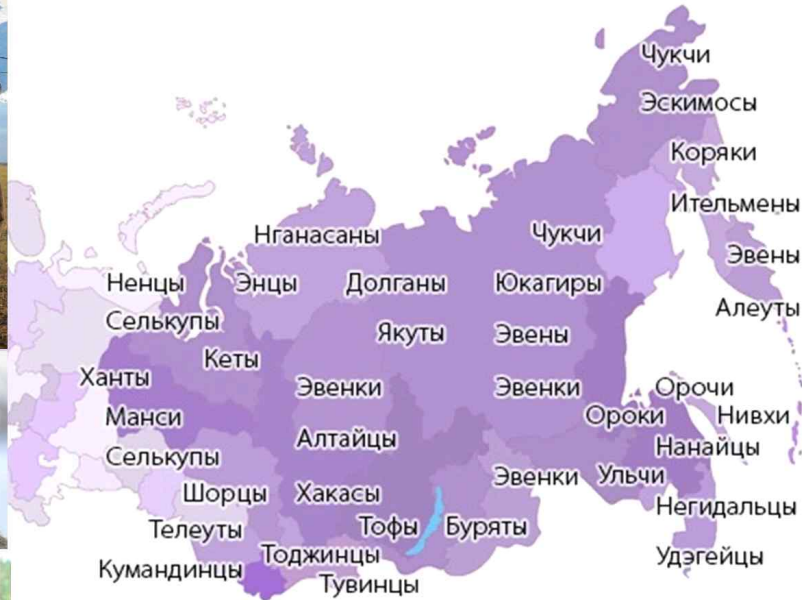 Чукчи
Эскимосы
Коряки
Ительмены
Нганасаны
Чукчи
Эвены
Ненцы
Энцы
Долганы
Юкагиры
Алеуты
Селькупы
Якуты
Эвены
Кеты
Ханты
Эвенки
Эвенки
Орочи
Манси
Ороки
Нивхи
Алтайцы
Нанайцы
Селькупы
Эвенки
Ульчи
Шорцы
Хакасы
Негидальцы
Телеуты
Тофы
Буряты
Тоджинцы
Удэгейцы
Кумандинцы
Тувинцы